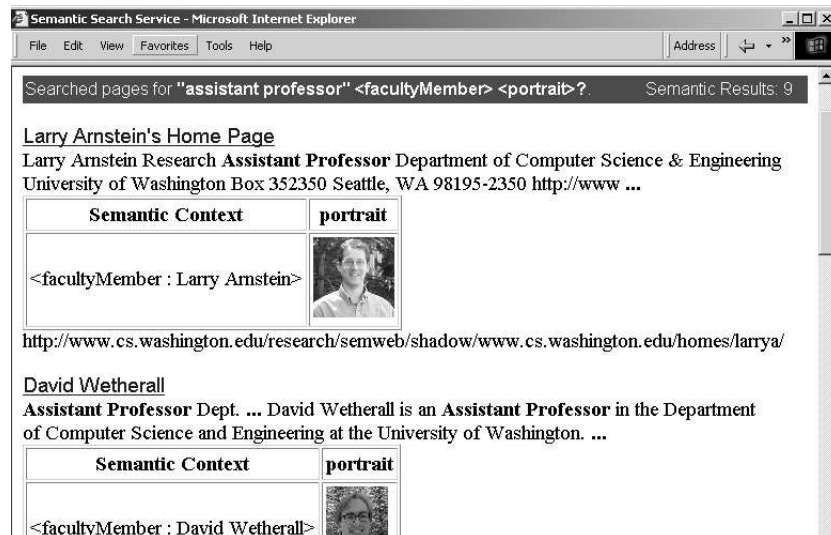 Semantic Search Service - Microsoft Internet Explorer
File Edit View Favorites Tools Help Address »
Searched pages for "assistant professor" <facultyMember> <portrait>?. Semantic Results: 9
Larry Arnstein's Home Page
Larry Arnstein Research Assistant Professor Department of Computer Science & Engineering
University of Washington Box 352350 Seattle, WA 98195-2350 http://www ...
Semantic Context portrait
<facultyMember : Larry Arnstein>
http://www.cs.washington.edu/research/semweb/shadow/www.cs.washington.edu/homes/larrya/
David Wetherall
Assistant Professor Dept. ... David Wetherall is an Assistant Professor in the Department
of Computer Science and Engineering at the University of Washington. ...
Semantic Context portrait
<facultyMember : David Wetherall>